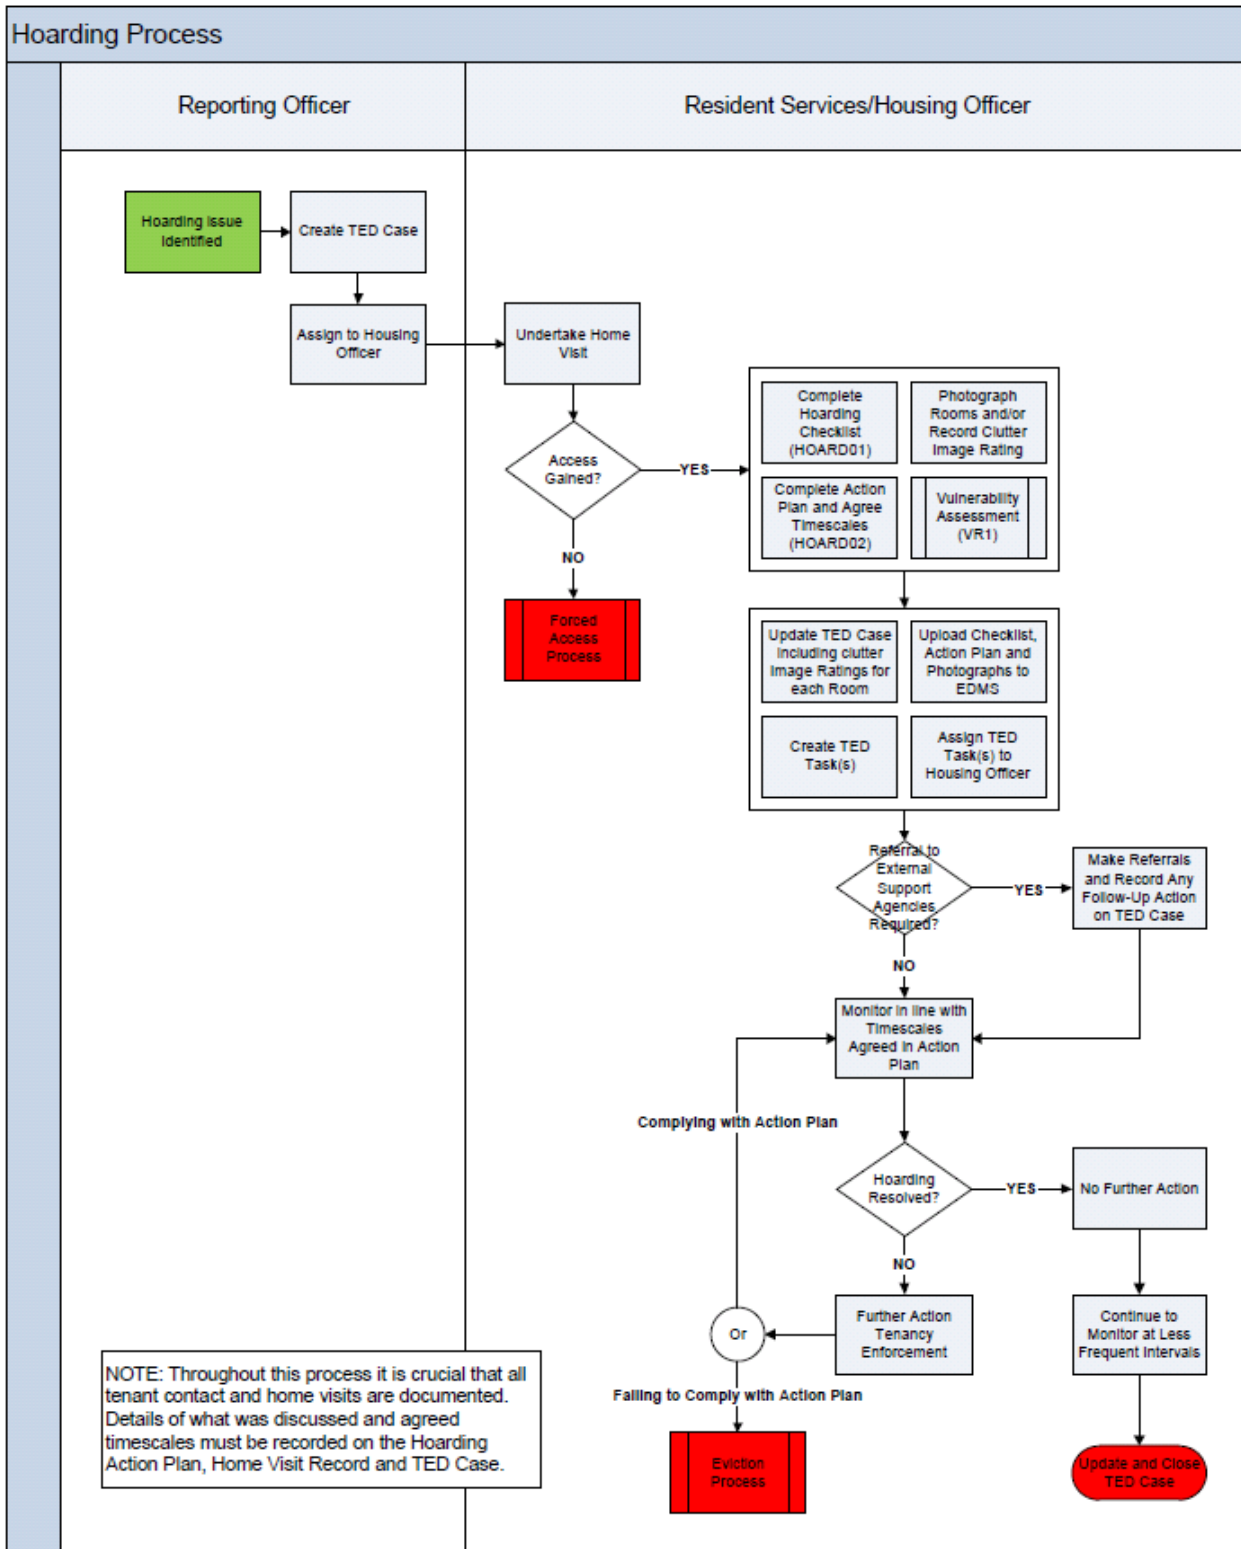 Hoarding Process
Reporting Officer
Resident Services/Housing Officer
Hoarding Issue
Identified
Create TED Case
Assign to Housing
Officer
Undertake Home
Visit
Access
Gained?
YES
NO
Forced
Access
Process
Complete
Hoarding
Checklist
(HOARD01)
Photograph
Rooms and/or
Record Clutter
Image Rating
Complete Action
Plan and Agree
Timescales
(HOARD02)
Vulnerability
Assessment
(VR1)
Update TED Case
Including clutter
Image Ratings for
each Room
Upload Checklist,
Action Plan and
Photographs to
EDMS
Create TED
Task(s)
Assign TED
Task(s) to
Housing Officer
Referral to
External
Support
Agencies
Required?
YES
Make Referrals
and Record Any
Follow-Up Action
on TED Case
NO
Monitor in line with
Timescales
Agreed in Action
Plan
Complying with Action Plan
Hoarding
Resolved?
YES
No Further Action
NO
Or
Further Action
Tenancy
Enforcement
Continue to
Monitor at Less
Frequent Intervals
Failing to Comply with Action Plan
Eviction
Process
Update and Close
TED Case
NOTE: Throughout this process it is crucial that all
tenant contact and home visits are documented.
Details of what was discussed and agreed
timescales must be recorded on the Hoarding
Action Plan, Home Visit Record and TED Case.